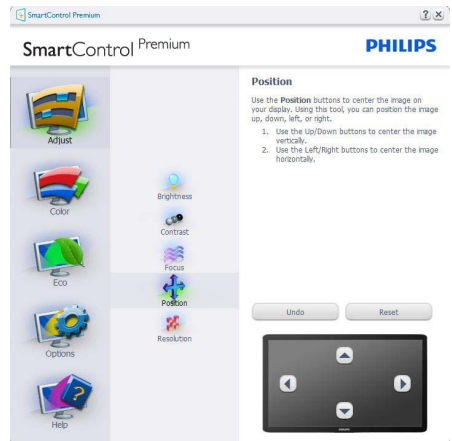 SmartControl Premium
? ×
SmartControl Premium
PHILIPS
Adjust
Color
Eco
Options
Help
Brightness
Contrast
Focus
Position
Resolution
Position
Use the Position buttons to center the image on
your display. Using this tool, you can position the image
up, down, left, or right.
1. Use the Up/Down buttons to center the image
vertically.
2. Use the Left/Right buttons to center the image
horizontally.
Undo
Reset
PHILIPS